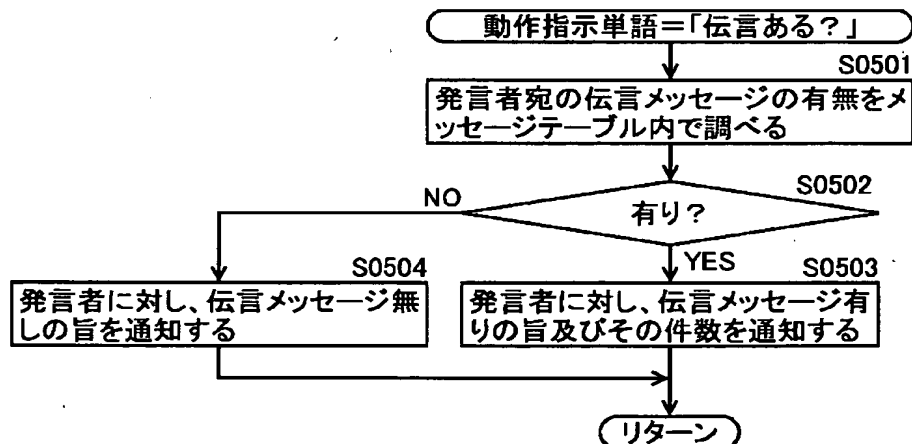 動作指示単語=「伝言ある?」
S0501
発言者宛の伝言メッセージの有無をメ
ッセージテーブル内で調べる
S0502
有り?
NO
YES
S0504
発言者に対し、伝言メッセージ無
しの旨を通知する
S0503
発言者に対し、伝言メッセージ有
りの旨及びその件数を通知する
リターン